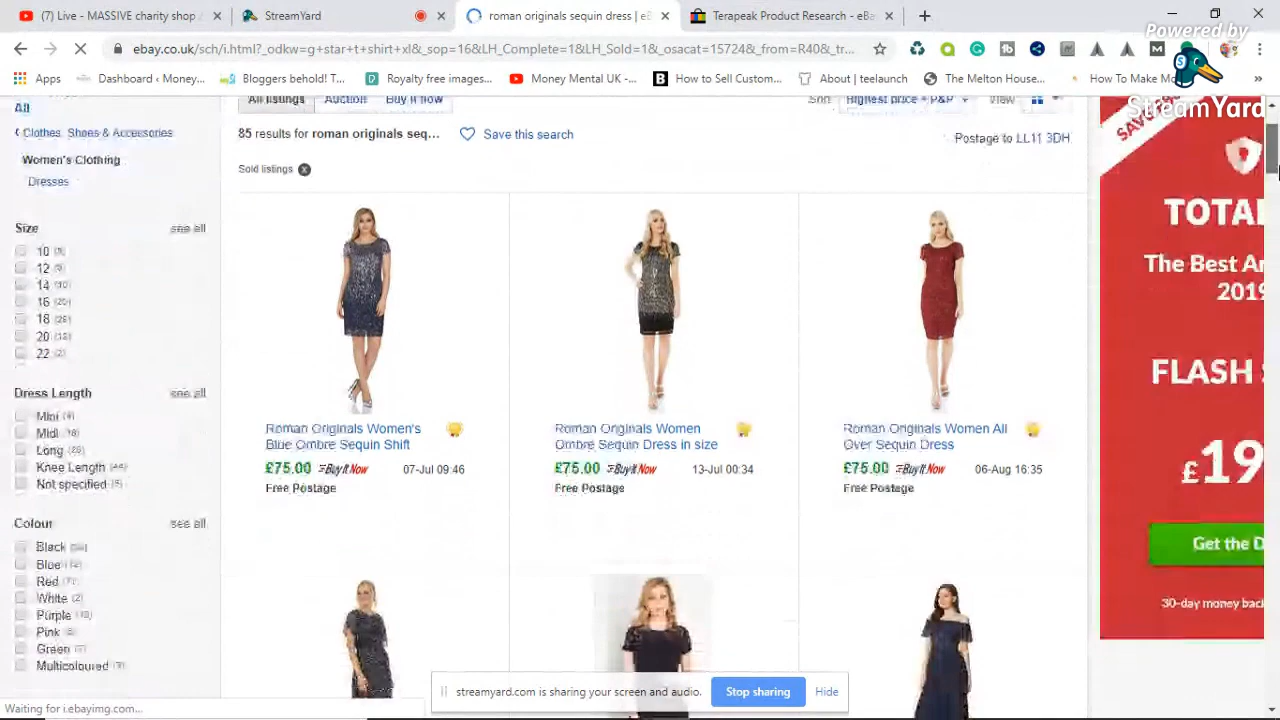 (7) Live - MASSIVE charity shop
StreamYard
roman originals sequin dress | e
Terapeak Product Research - eBa
Powered by
StreamYard
ebay.co.uk/sch/i.html?_odkw=g+star+t+shirt+xl&_sop=16&LH_Complete=1&LH_Sold=1&_osacat=15724&_from=R40&_tr...
Apps
Dashboard ‹ Money...
Bloggers behold! T...
Royalty free images...
Money Mental UK -...
How to Sell Custom...
About | teelaunch
The Melton House...
How To Make Mo
»
All
All listings
Auction
Buy it now
Sort
Highest price + P&P
View
Clothes, Shoes & Accessories
85 results for roman originals seq...
Save this search
Postage to LL11 3DH
Women's Clothing
Dresses
Sold listings
Size
see all
10
12
14
16
18
20
22
Dress Length
see all
Mini
Midi
Long
Knee Length
Not specified
Colour
see all
Black
Blue
Red
White (2)
Purple
Pink
Green
Multicoloured
Roman Originals Women's
Blue Ombre Sequin Shift
£75.00 Buy It Now 07-Jul 09:46
Free Postage
Roman Originals Women
Ombre Sequin Dress in size
£75.00 Buy It Now 13-Jul 00:34
Free Postage
Roman Originals Women All
Over Sequin Dress
£75.00 Buy It Now 06-Aug 16:35
Free Postage
TOTA
The Best An
2019
FLASH
£19
Get the D
30-day money back
streamyard.com is sharing your screen and audio.
Stop sharing
Hide
Waiting for i.ebayimg.com...